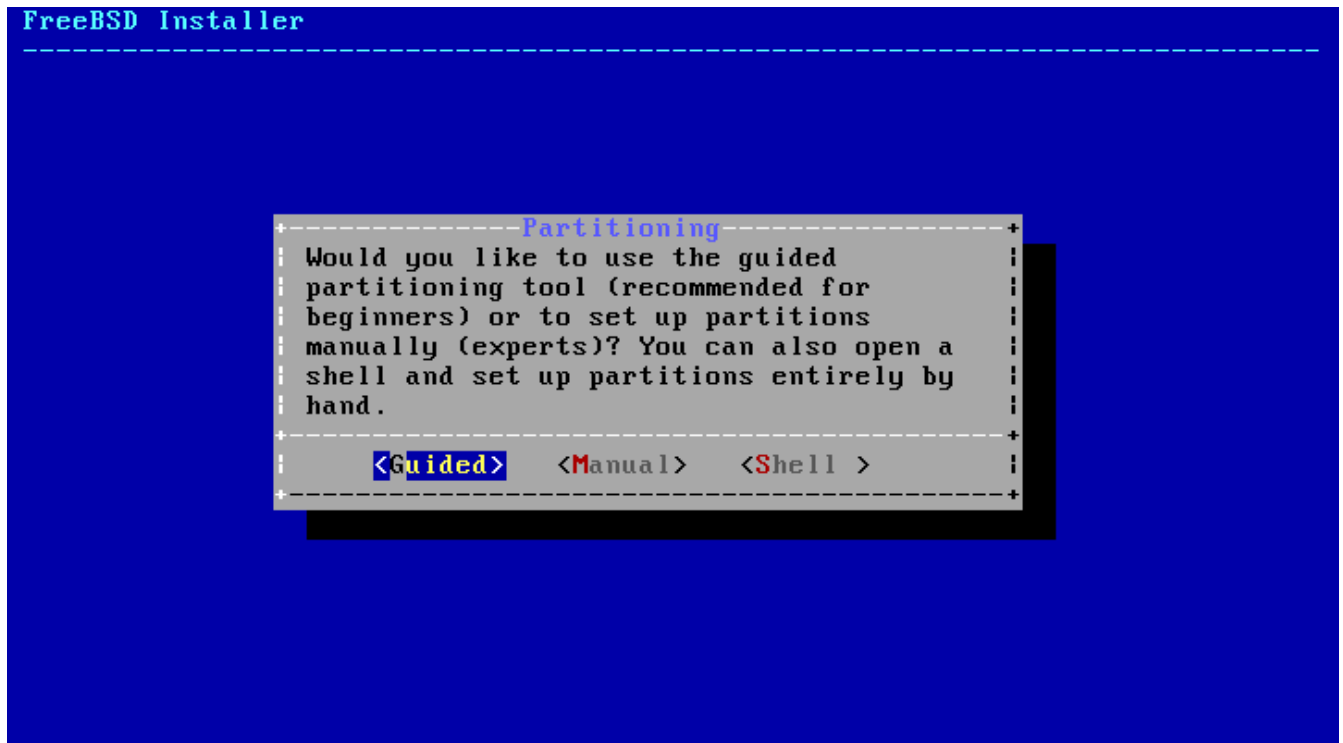 FreeBSD Installer
Partitioning
Would you like to use the guided
partitioning tool (recommended for
beginners) or to set up partitions
manually (experts)? You can also open a
shell and set up partitions entirely by
hand.
<Guided> <Manual> <Shell >